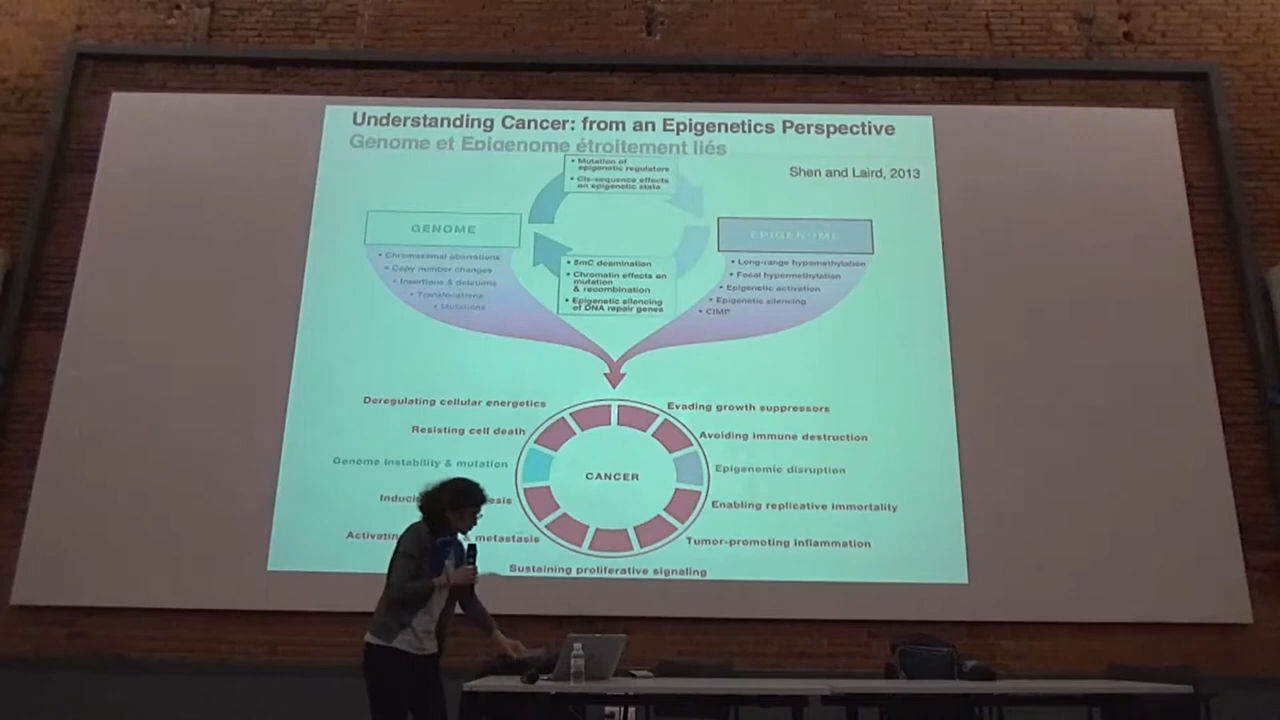 Understanding Cancer: from an Epigenetics Perspective
Genome et Epigenome étroitement liés
Shen and Laird, 2013
• Mutation of
epigenetic regulators
• Cis-sequence effects
on epigenetic state
GENOME
• Chromosomal aberrations
• Copy number changes
• Insertions & deletions
• Translocations
• Mutations
• 5mC deamination
• Chromatin effects on
mutation
& recombination
• Epigenetic silencing
of DNA repair genes
EPIGENOME
• Long-range hypomethylation
• Focal hypermethylation
• Epigenetic activation
• Epigenetic silencing
• CIMP
Deregulating cellular energetics
Resisting cell death
Genome instability & mutation
metastasis
Sustaining proliferative signaling
CANCER
Evading growth suppressors
Avoiding immune destruction
Epigenomic disruption
Enabling replicative immortality
Tumor-promoting inflammation